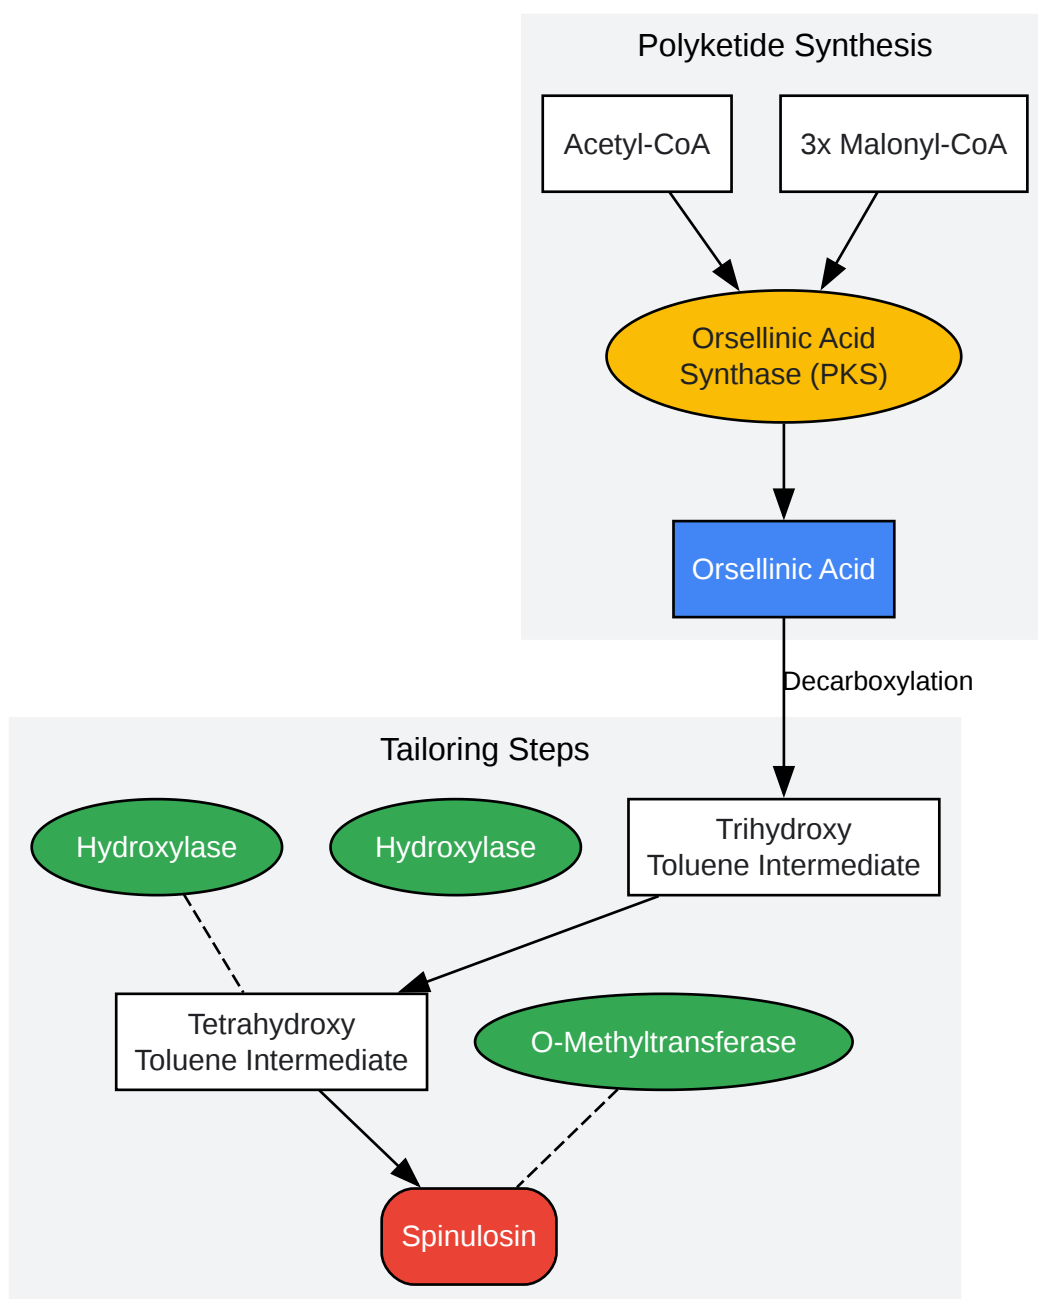 Polyketide Synthesis
Acetyl-CoA
3x Malonyl-CoA
Orsellinic Acid
Synthase (PKS)
Orsellinic Acid
Decarboxylation
Tailoring Steps
Hydroxylase
Hydroxylase
Trihydroxy
Toluene Intermediate
Tetrahydroxy
Toluene Intermediate
O-Methyltransferase
Spinulosin